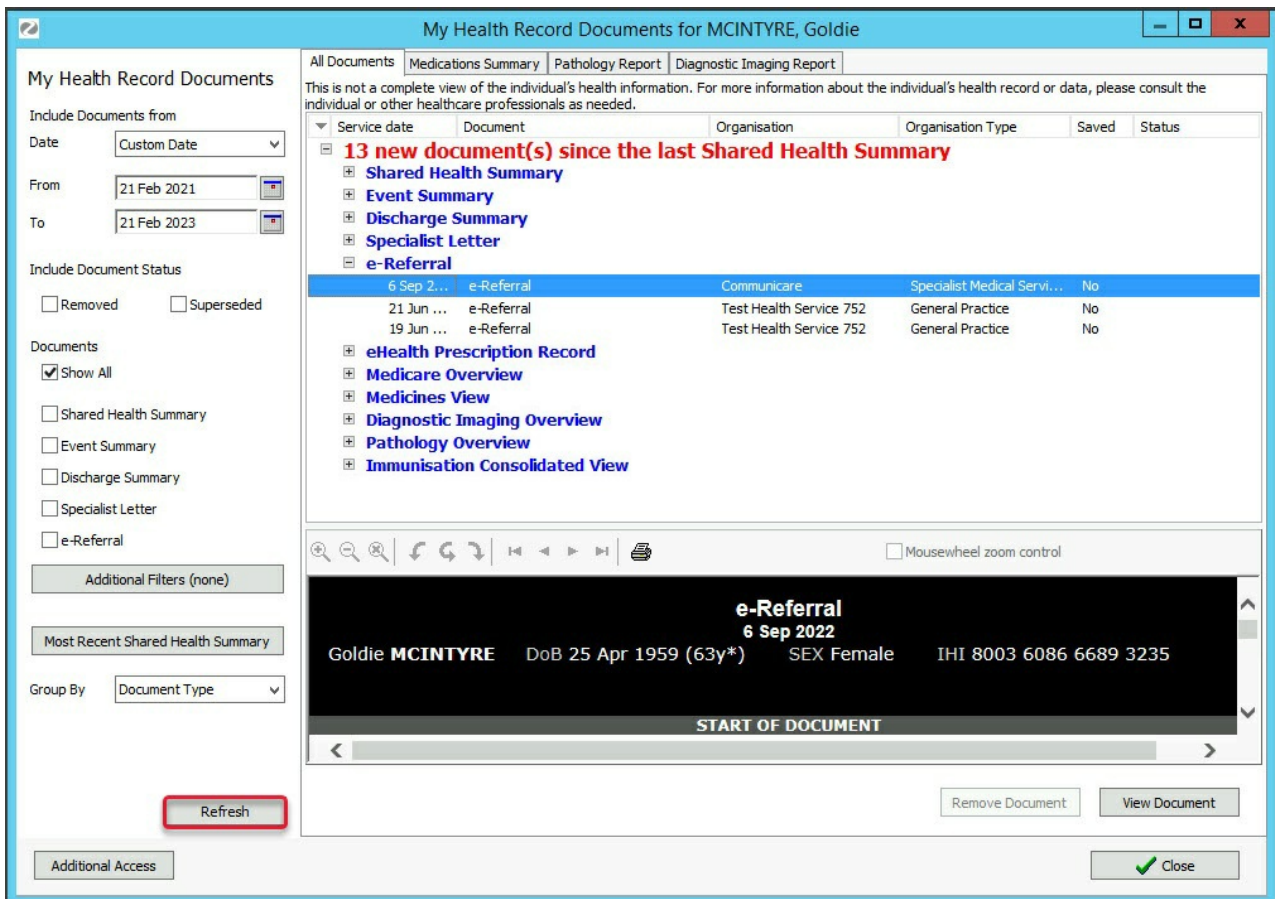 My Health Record Documents for MCINTYRE, Goldie
My Health Record Documents
Include Documents from
Date Custom Date
From 21 Feb 2021
To 21 Feb 2023
Include Document Status
Removed Superseded
Documents
Show All
Shared Health Summary
Event Summary
Discharge Summary
Specialist Letter
e-Referral
Additional Filters (none)
Most Recent Shared Health Summary
Group By Document Type
Refresh
Additional Access
All Documents Medications Summary Pathology Report Diagnostic Imaging Report
This is not a complete view of the individual's health information. For more information about the individual's health record or data, please consult the
individual or other healthcare professionals as needed.
Service date Document Organisation Organisation Type Saved Status
13 new document(s) since the last Shared Health Summary
Shared Health Summary
Event Summary
Discharge Summary
Specialist Letter
e-Referral
6 Sep 2... e-Referral Communicare Specialist Medical Servi... No
21 Jun ... e-Referral Test Health Service 752 General Practice No
19 Jun ... e-Referral Test Health Service 752 General Practice No
eHealth Prescription Record
Medicare Overview
Medicines View
Diagnostic Imaging Overview
Pathology Overview
Immunisation Consolidated View
Mousewheel zoom control
e-Referral
6 Sep 2022
Goldie MCINTYRE DoB 25 Apr 1959 (63y*) SEX Female IHI 8003 6086 6689 3235
START OF DOCUMENT
Remove Document View Document
Close